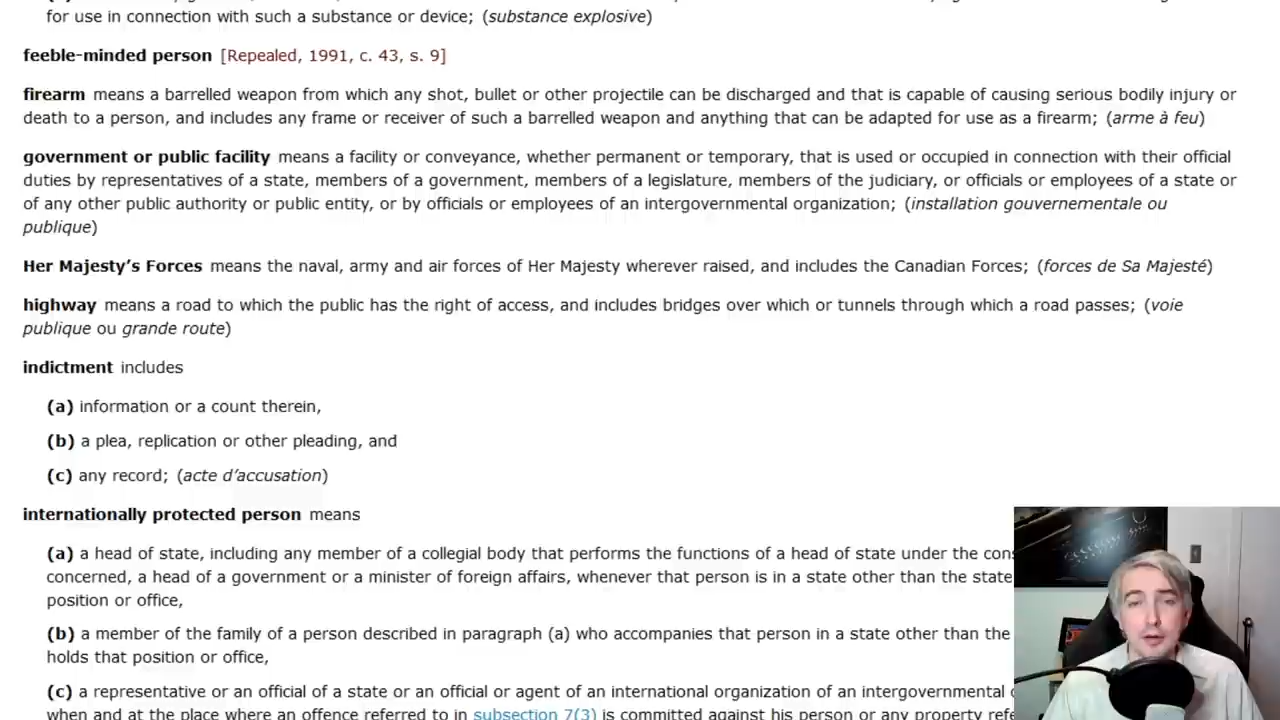 for use in connection with such a substance or device; (substance explosive)
feeble-minded person [Repealed, 1991, c. 43, s. 9]
firearm means a barrelled weapon from which any shot, bullet or other projectile can be discharged and that is capable of causing serious bodily injury or
death to a person, and includes any frame or receiver of such a barrelled weapon and anything that can be adapted for use as a firearm; (arme à feu)
government or public facility means a facility or conveyance, whether permanent or temporary, that is used or occupied in connection with their official
duties by representatives of a state, members of a government, members of a legislature, members of the judiciary, or officials or employees of a state or
of any other public authority or public entity, or by officials or employees of an intergovernmental organization; (installation gouvernementale ou
publique)
Her Majesty's Forces means the naval, army and air forces of Her Majesty wherever raised, and includes the Canadian Forces; (forces de Sa Majesté)
highway means a road to which the public has the right of access, and includes bridges over which or tunnels through which a road passes; (voie
publique ou grande route)
indictment includes
(a) information or a count therein,
(b) a plea, replication or other pleading, and
(c) any record; (acte d'accusation)
internationally protected person means
(a) a head of state, including any member of a collegial body that performs the functions of a head of state under the
concerned, a head of a government or a minister of foreign affairs, whenever that person is in a state other than the state
position or office,
(b) a member of the family of a person described in paragraph (a) who accompanies that person in a state other than the
holds that position or office,
(c) a representative or an official of a state or an official or agent of an international organization of an intergovernmental
when and at the place where an offence referred to in subsection 7(3) is committed against his person or any property